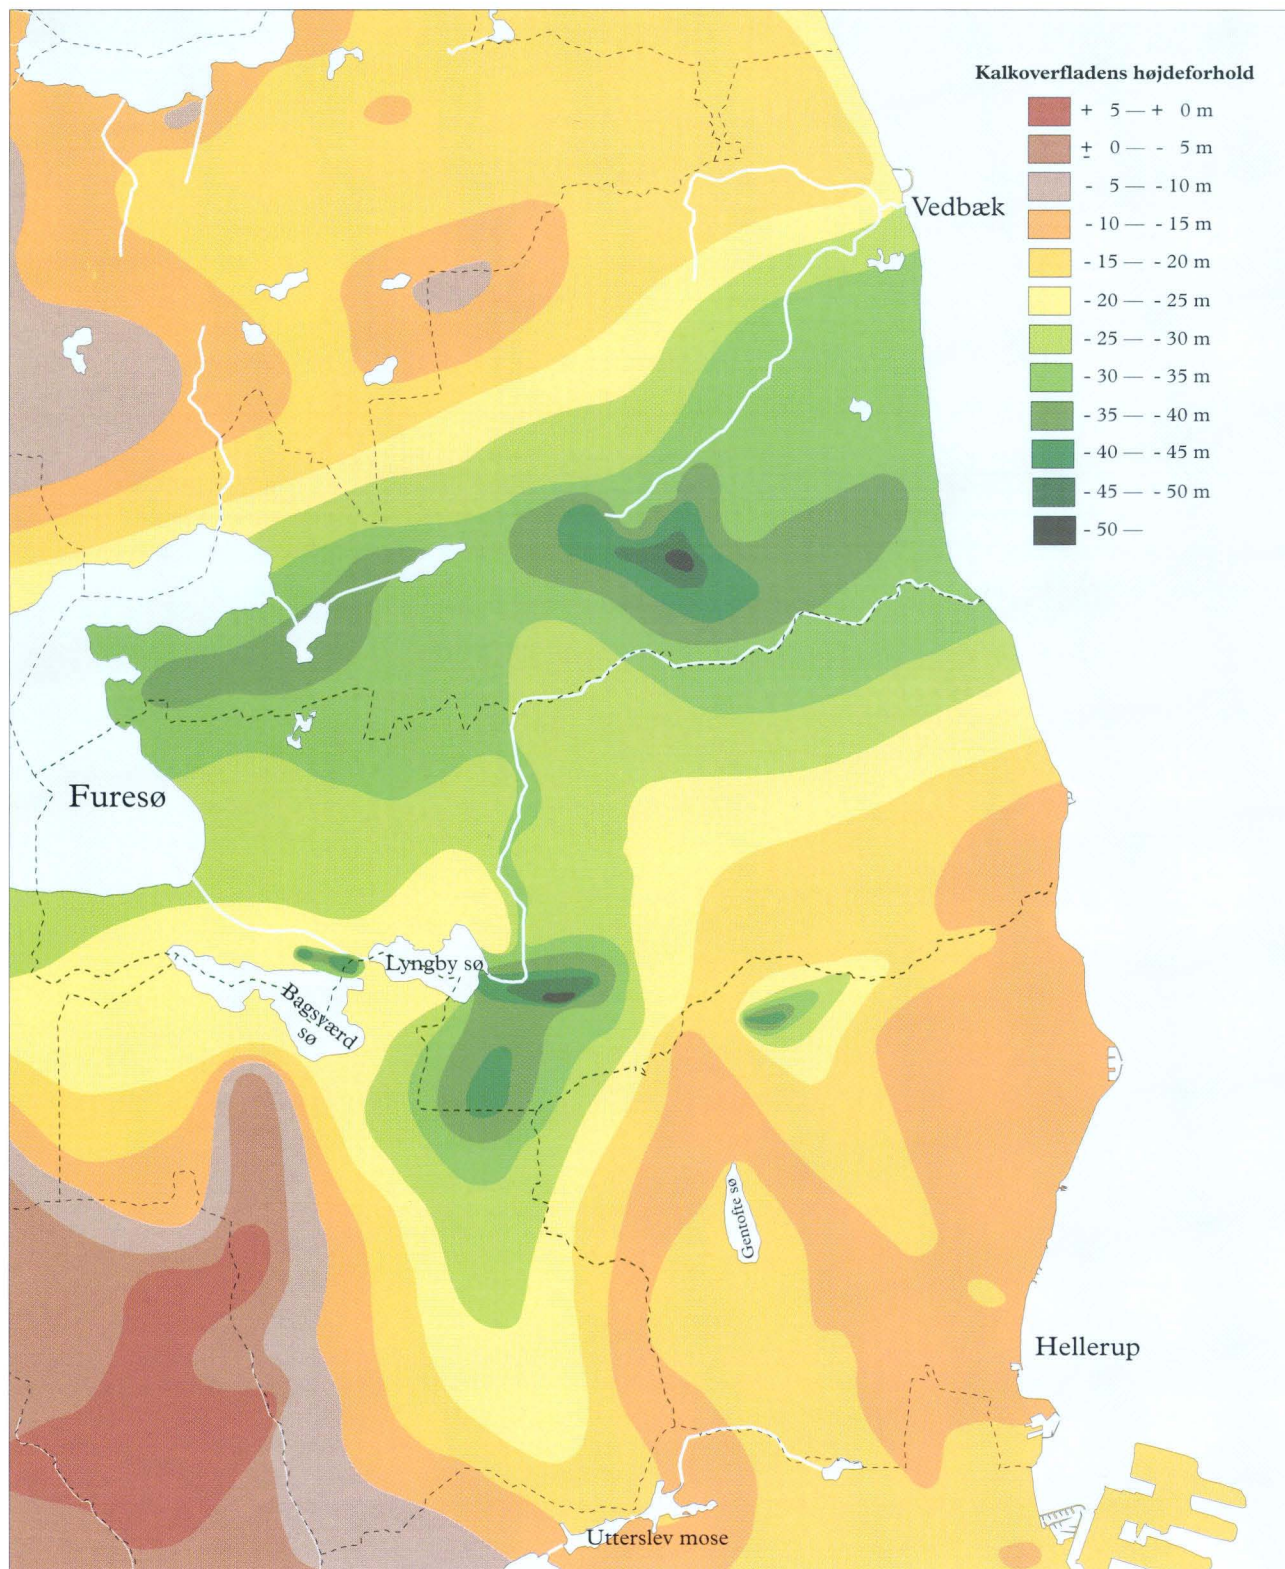 Kalkoverfladens højdeforhold
+ 5 — + 0 m
± 0 — - 5 m
- 5 — - 10 m
- 10 — - 15 m
- 15 — - 20 m
- 20 — - 25 m
- 25 — - 30 m
- 30 — - 35 m
- 35 — - 40 m
- 40 — - 45 m
- 45 — - 50 m
- 50 —
Vedbæk
Furesø
Lyngby sø
Bagsværd
sø
Gentofte sø
Hellerup
Utterslev mose